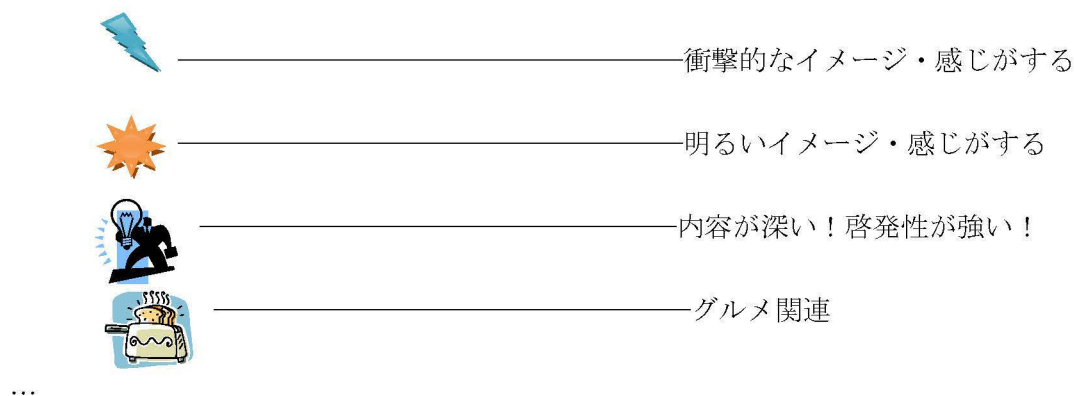 衝撃的なイメージ・感じがする
明るいイメージ・感じがする
内容が深い！啓発性が強い！
グルメ関連
…